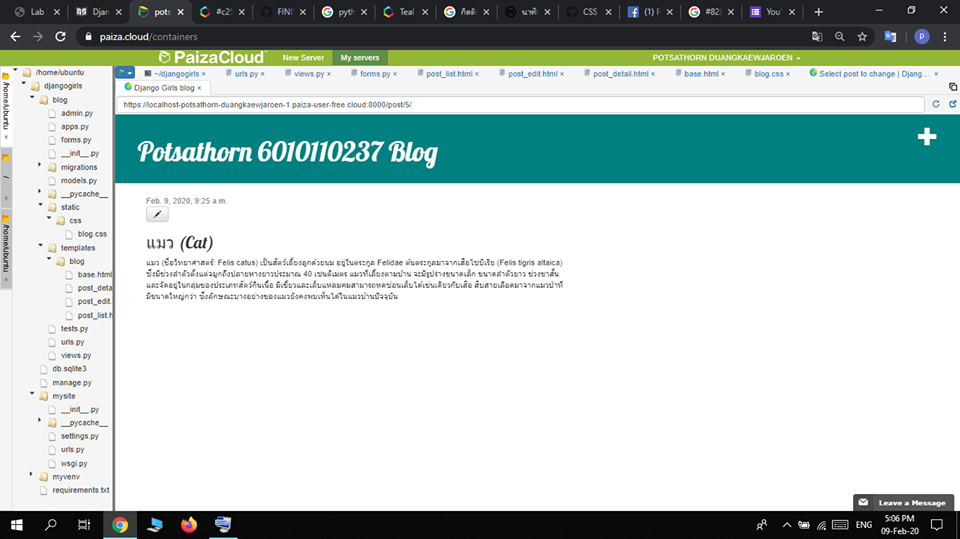 Lab
Djan
pots
#c25
FINI
pyth
Teal
กิตติ
นาฬิ
CSS
(1) F
#828
YouT
paiza.cloud/containers
PaizaCloud
New Server
My servers
POTSATHORN DUANGKAEWJAROEN
/home/ubuntu
djangogirls
blog
admin.py
apps.py
forms.py
__init__.py
migrations
models.py
__pycache__
static
css
blog.css
templates
blog
base.html
post_deta
post_edit.
post_list.h
tests.py
urls.py
views.py
db.sqlite3
manage.py
mysite
__init__.py
__pycache__
settings.py
urls.py
wsgi.py
myvenv
requirements.txt
/home/ubuntu
/
/home/ubuntu
~/djangogirls
urls.py
views.py
forms.py
post_list.html
post_edit.html
post_detail.html
base.html
blog.css
Select post to change | Djang...
Django Girls blog
https://localhost-potsathorn-duangkaewjaroen-1.paiza-user-free.cloud:8000/post/5/
Potsathorn 6010110237 Blog
Feb. 9, 2020, 9:25 a.m.
แมว (Cat)
แมว (ชื่อวิทยาศาสตร์: Felis catus) เป็นสัตว์เลี้ยงลูกด้วยนม อยู่ในตระกูล Felidae ต้นตระกูลมาจากเสือไซบีเรีย (Felis tigris altaica)
ซึ่งมีช่วงลำตัวตั้งแต่จมูกถึงปลายหางยาวประมาณ 40 เซนติเมตร แมวที่เลี้ยงตามบ้าน จะมีรูปร่างขนาดเล็ก ขนาดลำตัวยาว ช่วงขาสั้น
และจัดอยู่ในกลุ่มของประเภทสัตว์กินเนื้อ มีเขี้ยวและเล็บแหลมคมสามารถหดซ่อนเล็บได้เช่นเดียวกับเสือ สืบสายเลือดมาจากแมวป่าที่
มีขนาดใหญ่กว่า ซึ่งลักษณะบางอย่างของแมวยังคงพบเห็นได้ในแมวบ้านปัจจุบัน
Leave a Message
ENG
5:06 PM
09-Feb-20